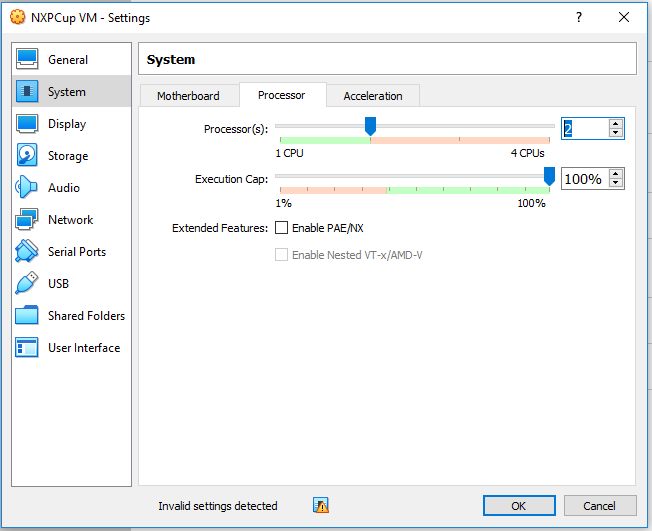 NXPCup VM - Settings
? 
General
System
Display
Storage
Audio
Network
Serial Ports
USB
Shared Folders
User Interface
System
Motherboard Processor Acceleration
Processor(s): 2
1 CPU 4 CPUs
Execution Cap: 100%
1% 100%
Extended Features: Enable PAE/NX
Enable Nested VT-x/AMD-V
Invalid settings detected OK Cancel